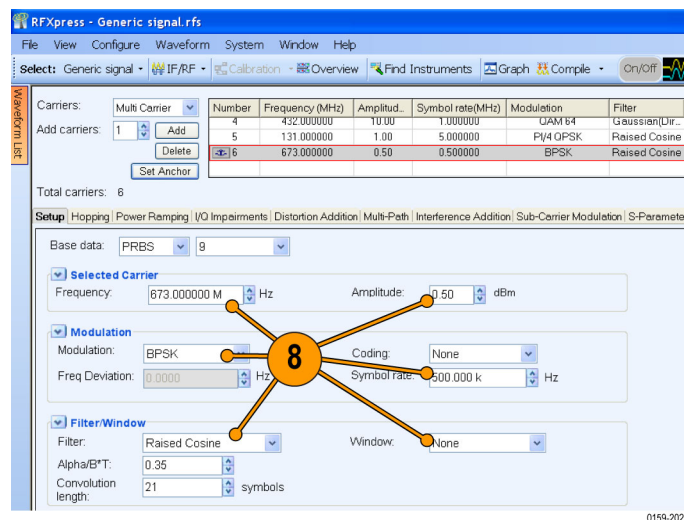 RFXpress - Generic signal.rfs
File View Configure Waveform System Window Help
Select: Generic signal IF/RF Calibration Overview Find Instruments Graph Compile On/Off
Waveform List
Carriers: Multi Carrier
Add carriers: 1 Add
Delete
Set Anchor
Total carriers: 6
Number Frequency (MHz) Amplitud... Symbol rate(MHz) Modulation Filter
4 432.000000 10.00 1.000000 QAM 64 Gaussian(Dir...
5 131.000000 1.00 5.000000 PI/4 QPSK Raised Cosine
6 673.000000 0.50 0.500000 BPSK Raised Cosine
Setup Hopping Power Ramping I/Q Impairments Distortion Addition Multi-Path Interference Addition Sub-Carrier Modulation S-Paramete
Base data: PRBS 9
Selected Carrier
Frequency: 673.000000 M Hz Amplitude: 0.50 dBm
Modulation
Modulation: BPSK Coding: None
8
Freq Deviation: 0.0000 Hz Symbol rate: 500.000 k Hz
Filter/Window
Filter: Raised Cosine Window: None
Alpha/B*T: 0.35
Convolution length: 21 symbols
0159-202